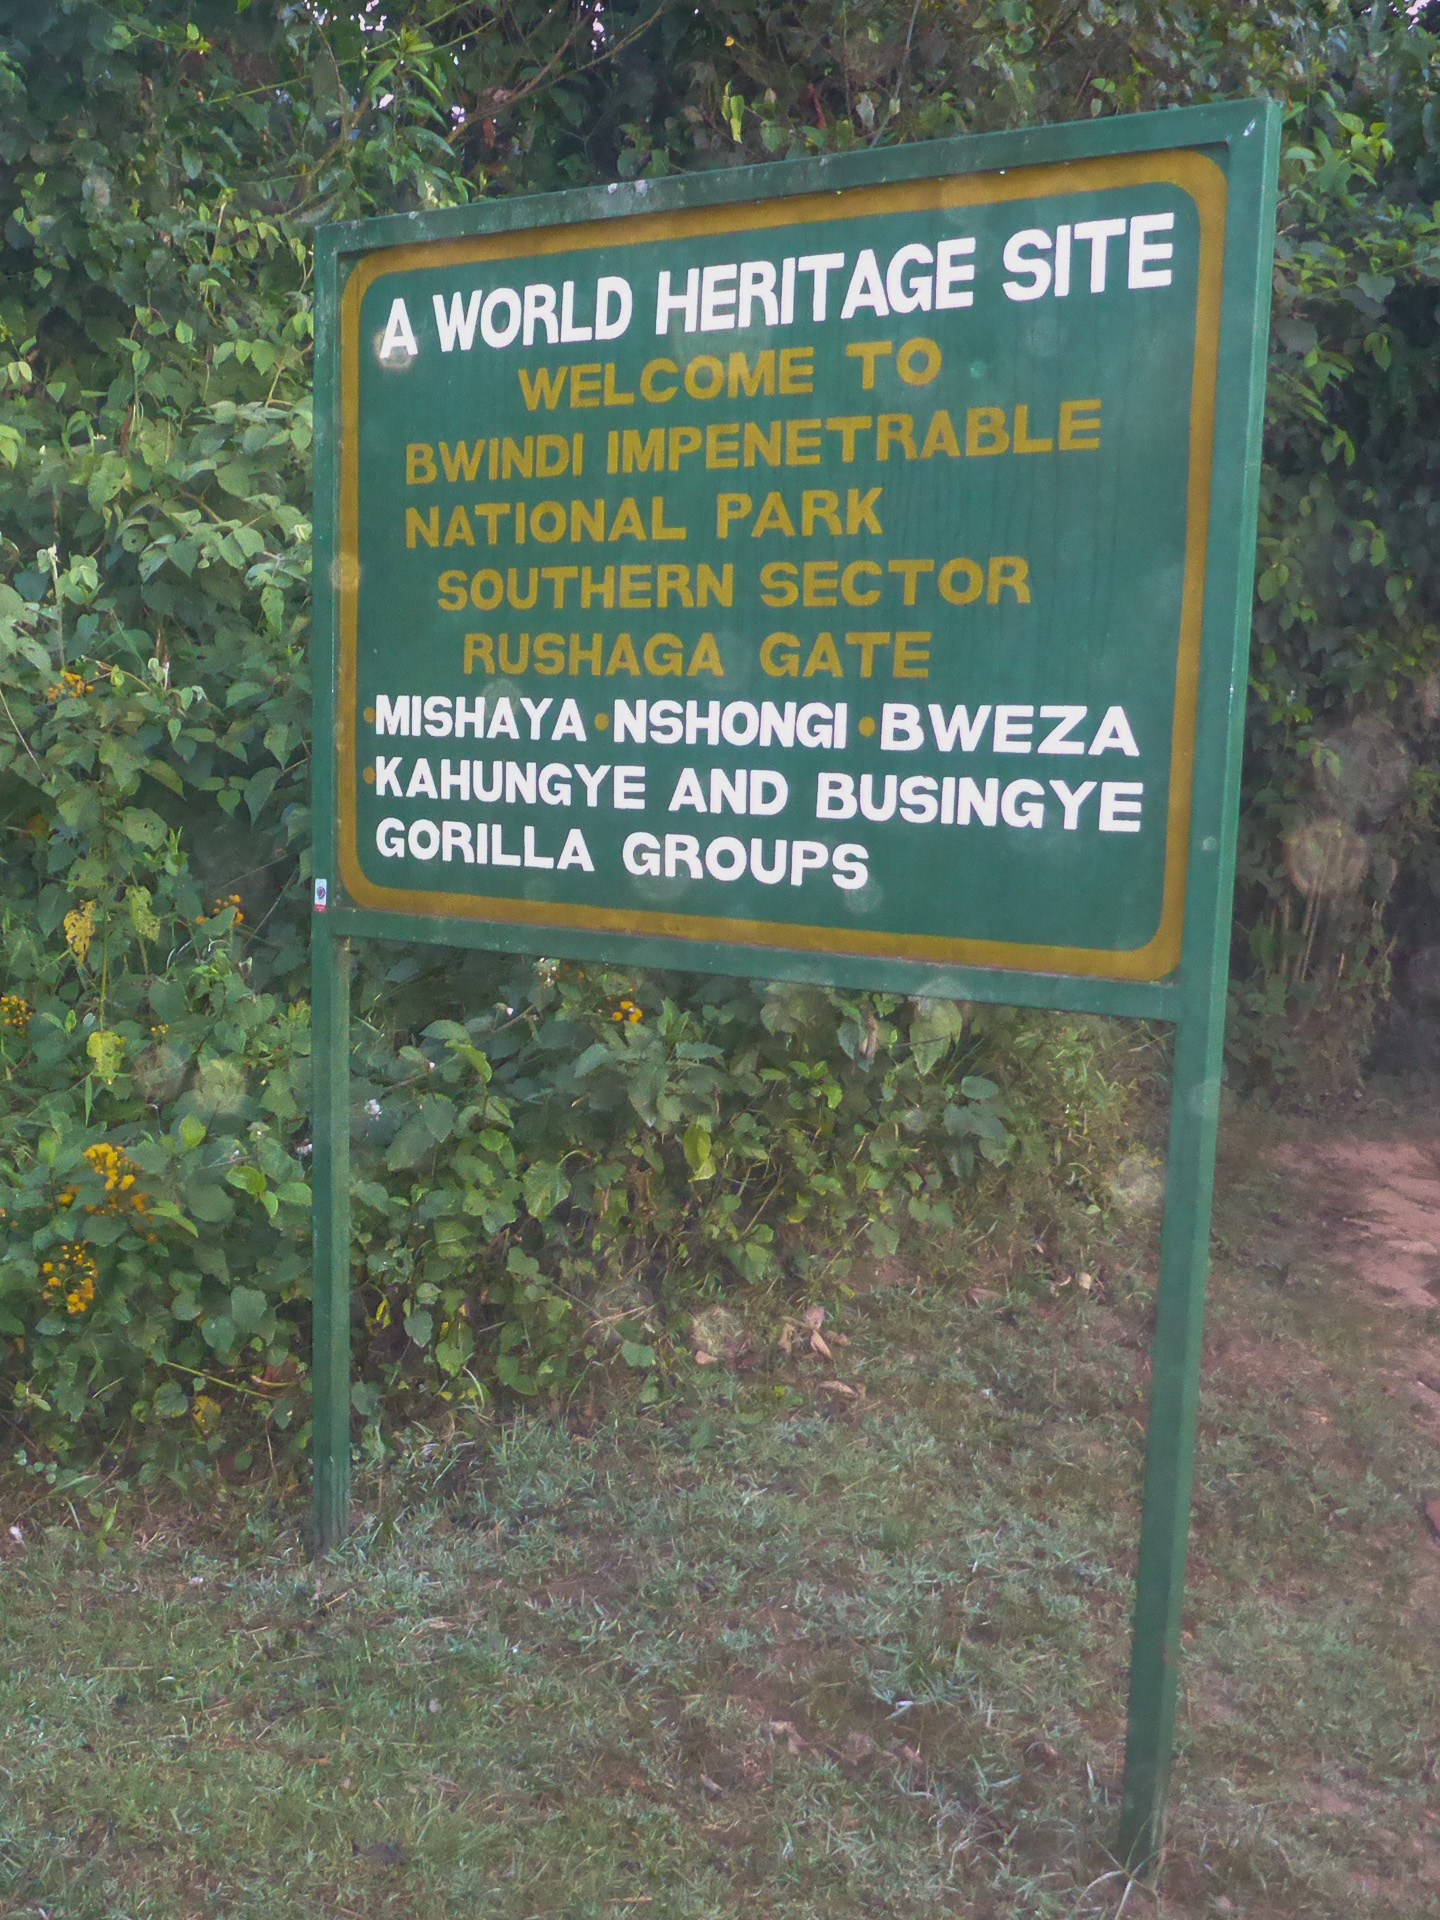 A WORLD HERITAGE SITE
WELCOME TO
BWINDI IMPENETRABLE
NATIONAL PARK
SOUTHERN SECTOR
RUSHAGA GATE
•MISHAYA •NSHONGI •BWEZA
•KAHUNGYE AND BUSINGYE
GORILLA GROUPS